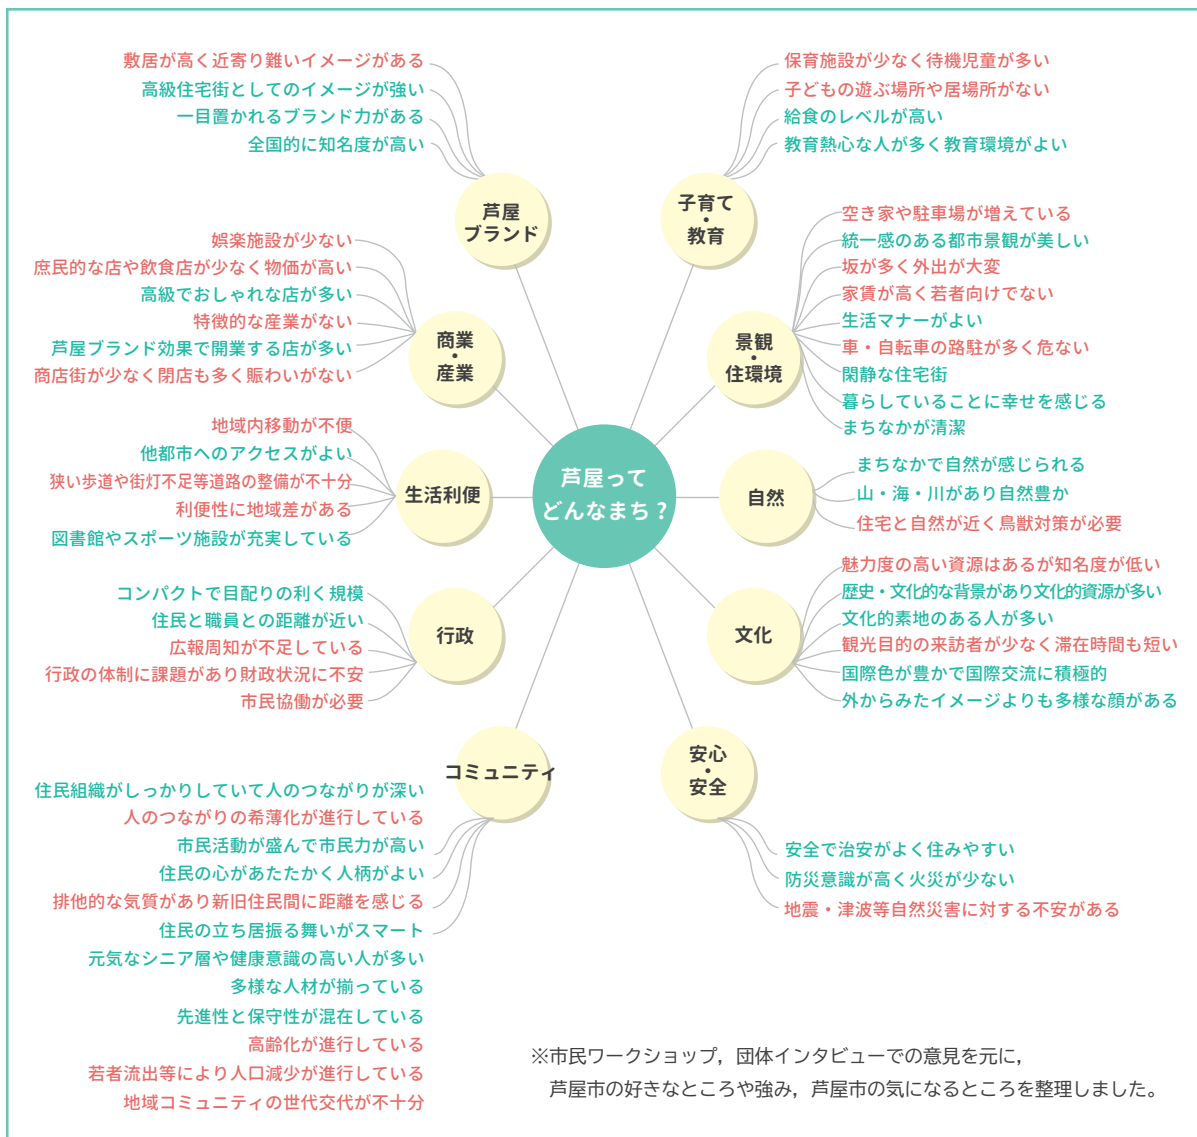 敷居が高く近寄り難いイメージがある
高級住宅街としてのイメージが強い
一目置かれるブランド力がある
全国的に知名度が高い
芦屋
ブランド
保育施設が少なく待機児童が多い
子どもの遊ぶ場所や居場所がない
給食のレベルが高い
教育熱心な人が多く教育環境がよい
子育て
・
教育
娯楽施設が少ない
庶民的な店や飲食店が少なく物価が高い
高級でおしゃれな店が多い
特徴的な産業がない
芦屋ブランド効果で開業する店が多い
商店街が少なく閉店も多く賑わいがない
商業
・
産業
空き家や駐車場が増えている
統一感のある都市景観が美しい
坂が多く外出が大変
家賃が高く若者向けでない
生活マナーがよい
車・自転車の路駐が多く危ない
閑静な住宅街
暮らしていることに幸せを感じる
まちなかが清潔
景観
・
住環境
地域内移動が不便
他都市へのアクセスがよい
狭い歩道や街灯不足等道路の整備が不十分
利便性に地域差がある
図書館やスポーツ施設が充実している
生活利便
芦屋って
どんなまち?
自然
まちなかで自然が感じられる
山・海・川があり自然豊か
住宅と自然が近く鳥獣対策が必要
コンパクトで目配りの利く規模
住民と職員との距離が近い
広報周知が不足している
行政の体制に課題があり財政状況に不安
市民協働が必要
行政
文化
魅力度の高い資源はあるが知名度が低い
歴史・文化的な背景があり文化的資源が多い
文化的素地のある人が多い
観光目的の来訪者が少なく滞在時間も短い
国際色が豊かで国際交流に積極的
外からみたイメージよりも多様な顔がある
コミュニティ
住民組織がしっかりしていて人のつながりが深い
人のつながりの希薄化が進行している
市民活動が盛んで市民力が高い
住民の心があたたかく人柄がよい
排他的な気質があり新旧住民間に距離を感じる
住民の立ち居振る舞いがスマート
元気なシニア層や健康意識の高い人が多い
多様な人材が揃っている
先進性と保守性が混在している
高齢化が進行している
若者流出等により人口減少が進行している
地域コミュニティの世代交代が不十分
安心
・
安全
安全で治安がよく住みやすい
防災意識が高く火災が少ない
地震・津波等自然災害に対する不安がある
※市民ワークショップ，団体インタビューでの意見を元に，
芦屋市の好きなところや強み，芦屋市の気になるところを整理しました。